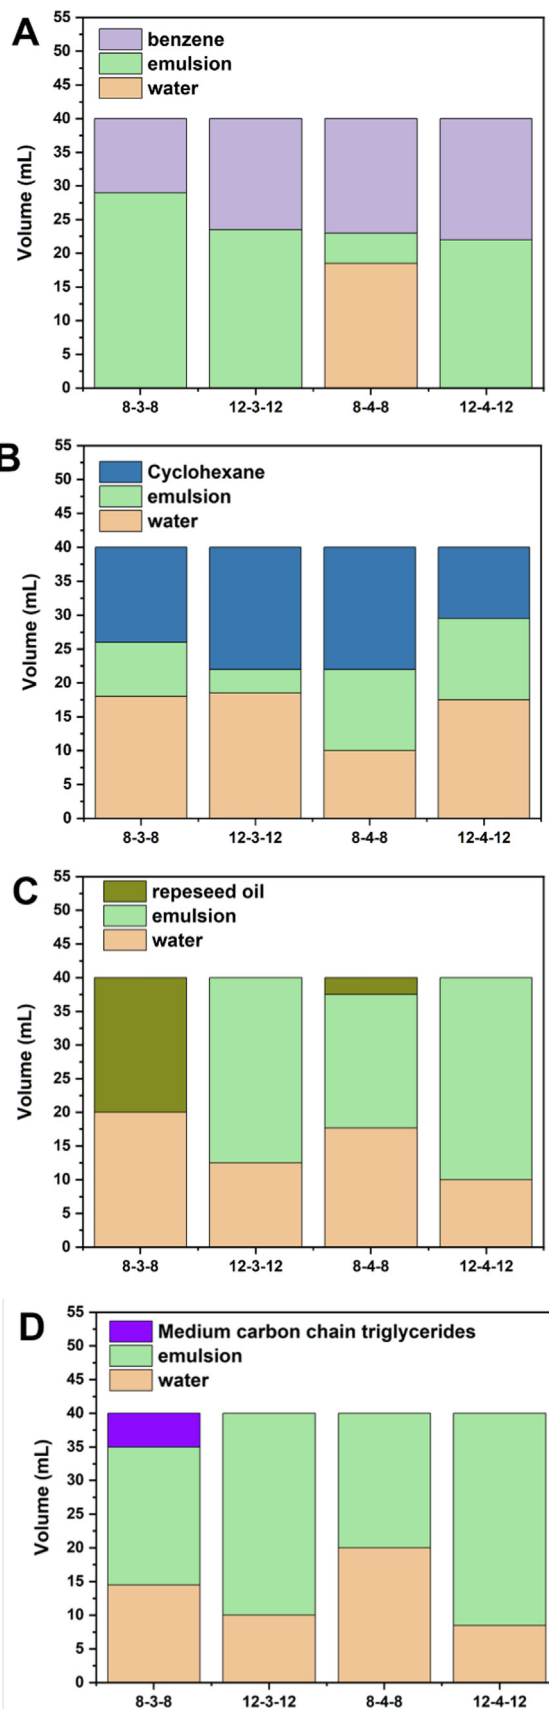 A
benzene
emulsion
water
Volume (mL)
55
50
45
40
35
30
25
20
15
10
5
0
8-3-8 12-3-12 8-4-8 12-4-12
B
Cyclohexane
emulsion
water
Volume (mL)
55
50
45
40
35
30
25
20
15
10
5
0
8-3-8 12-3-12 8-4-8 12-4-12
C
repeseed oil
emulsion
water
Volume (mL)
55
50
45
40
35
30
25
20
15
10
5
0
8-3-8 12-3-12 8-4-8 12-4-12
D
Medium carbon chain triglycerides
emulsion
water
Volume (mL)
55
50
45
40
35
30
25
20
15
10
5
0
8-3-8 12-3-12 8-4-8 12-4-12